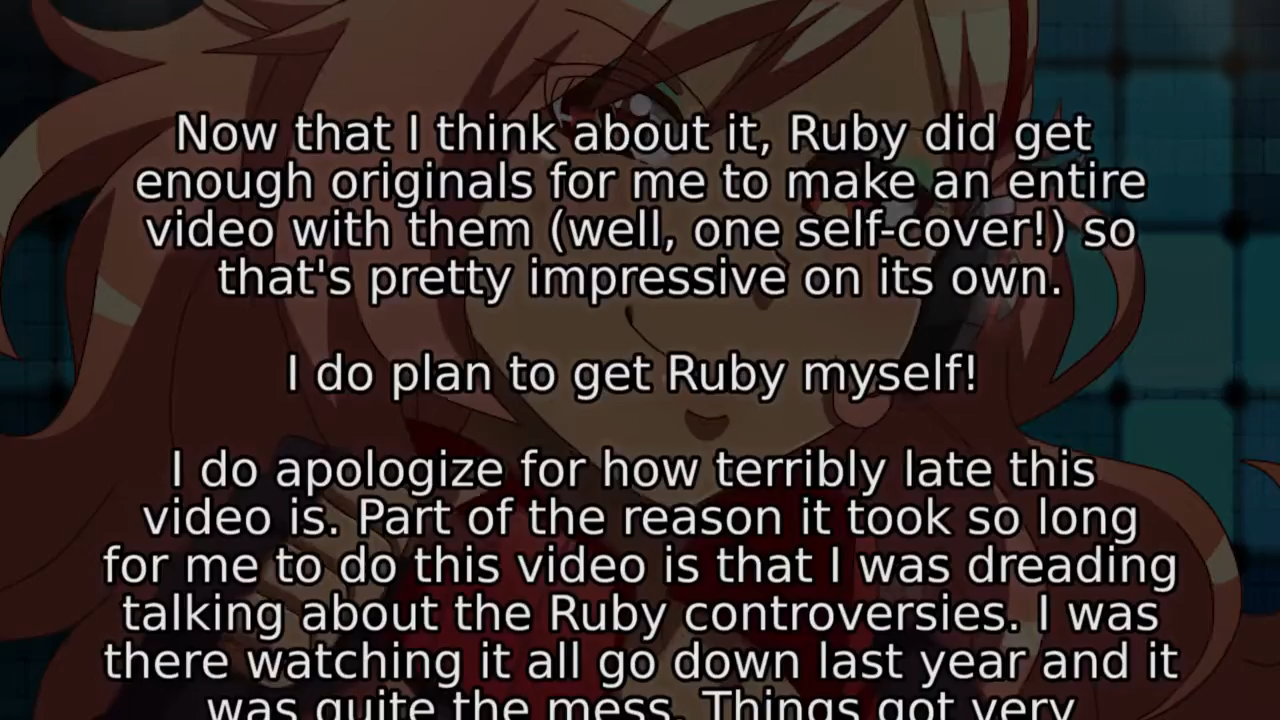 Now that I think about it, Ruby did get
enough originals for me to make an entire
video with them (well, one self-cover!) so
that's pretty impressive on its own.
I do plan to get Ruby myself!
I do apologize for how terribly late this
video is. Part of the reason it took so long
for me to do this video is that I was dreading
talking about the Ruby controversies. I was
there watching it all go down last year and it
was quite the mess. Things got very